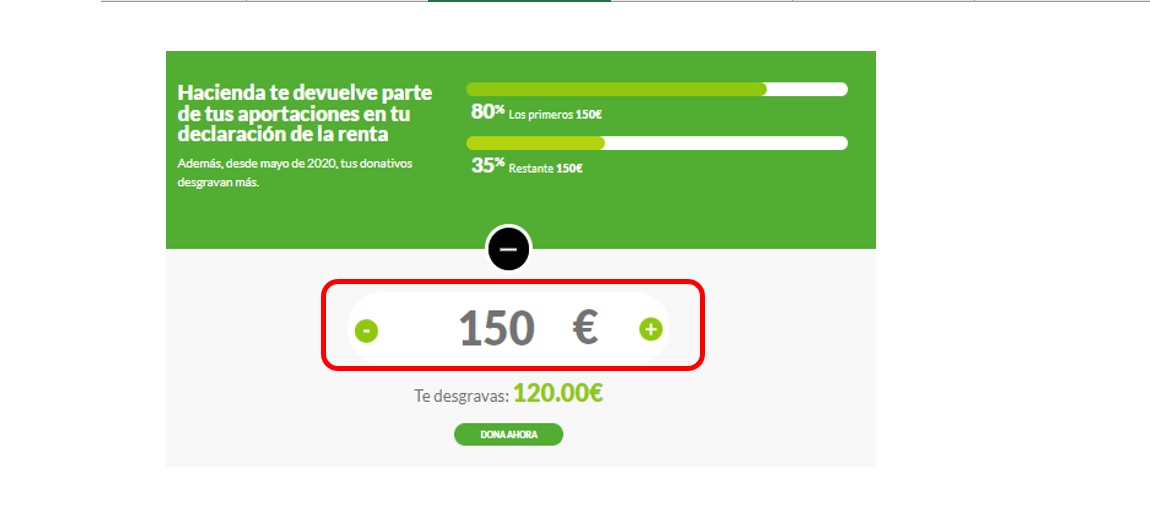 Hacienda te devuelve parte
de tus aportaciones en tu
declaración de la renta
Además, desde mayo de 2020, tus donativos
desgravan más.
80% Los primeros 150€
35% Restante 150€
-
150 €
+
Te desgravas: 120.00€
DONA AHORA